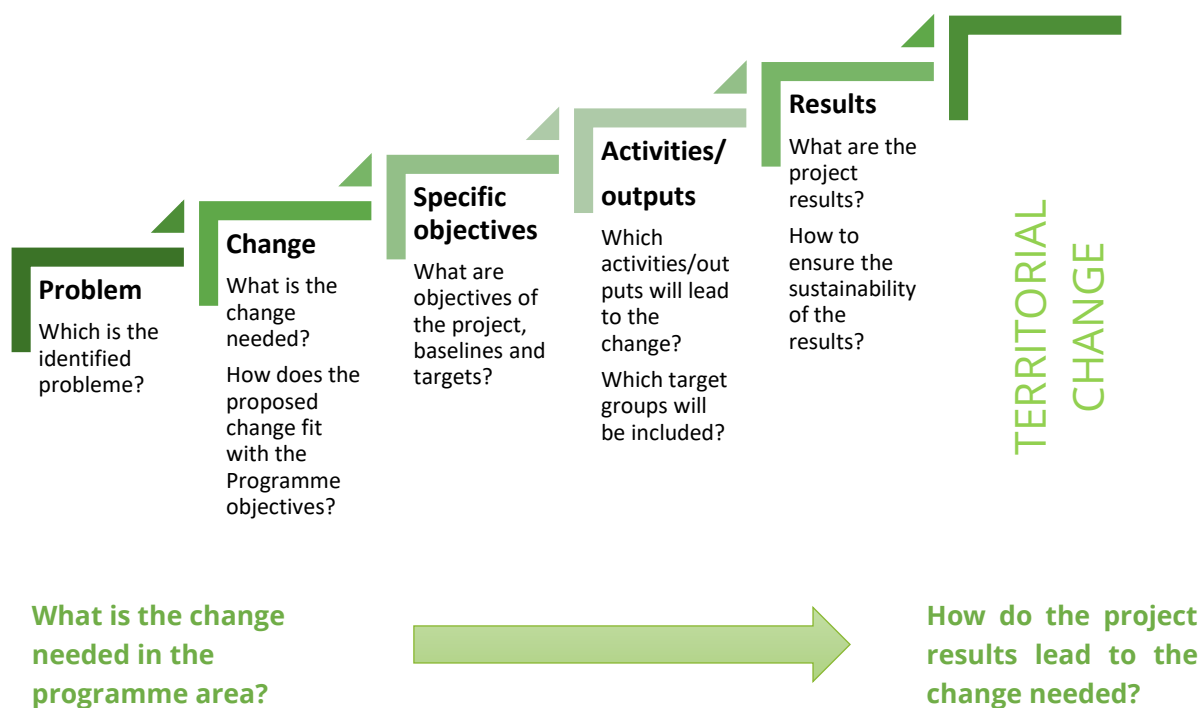 Problem
Which is the
identified
probleme?
Change
What is the
change
needed?
How does the
proposed
change fit
with the
Programme
objectives?
Specific
objectives
What are
objectives of
the project,
baselines and
targets?
Activities/
outputs
Which
activities/out
puts will lead
to the
change?
Which target
groups will
be included?
Results
What are the
project
results?
How to
ensure the
sustainability
of the
results?
TERRITORIAL
CHANGE
What is the change
needed in the
programme area?
How do the project
results lead to the
change needed?